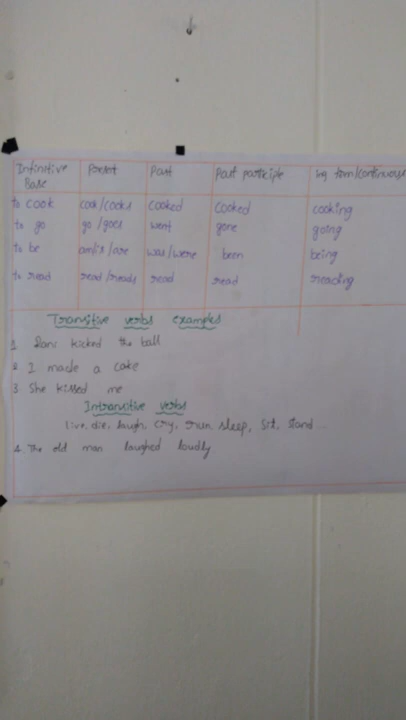 Infinitive Present Past Past participle ing form/continuous
Base
to cook cook/cooks cooked cooked cooking
to go go/goes went gone going
to be am/is/are was/were been being
to read read/reads read read reading
Transitive verbs examples
1 kicked the ball
2 I made a cake
3 She kissed me
Intransitive verbs
live, die, laugh, cry, run sleep, sit, stand...
4. The old man laughed loudly